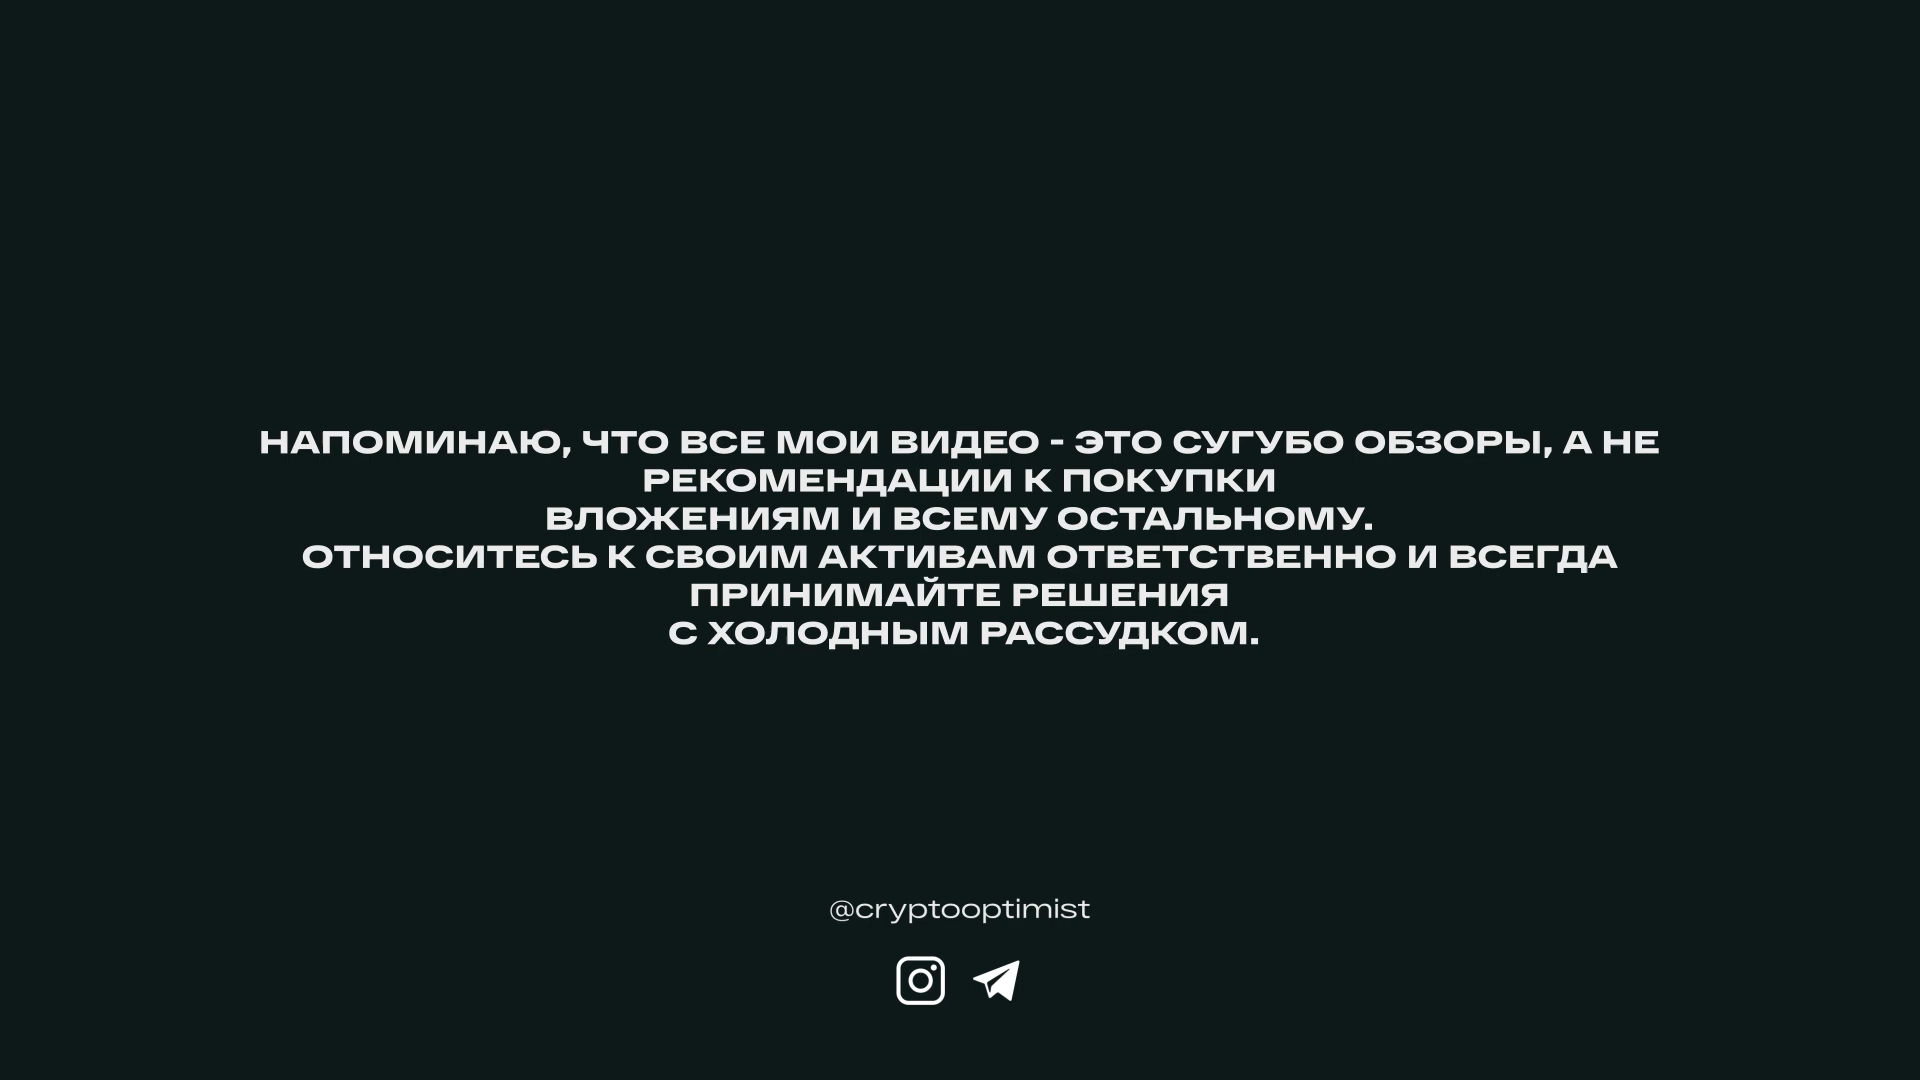 НАПОМИНАЮ, ЧТО ВСЕ МОИ ВИДЕО - ЭТО СУГУБО ОБЗОРЫ, А НЕ
РЕКОМЕНДАЦИИ К ПОКУПКИ
ВЛОЖЕНИЯМ И ВСЕМУ ОСТАЛЬНОМУ.
ОТНОСИТЕСЬ К СВОИМ АКТИВАМ ОТВЕТСТВЕННО И ВСЕГДА
ПРИНИМАЙТЕ РЕШЕНИЯ
С ХОЛОДНЫМ РАССУДКОМ.
@cryptooptimist